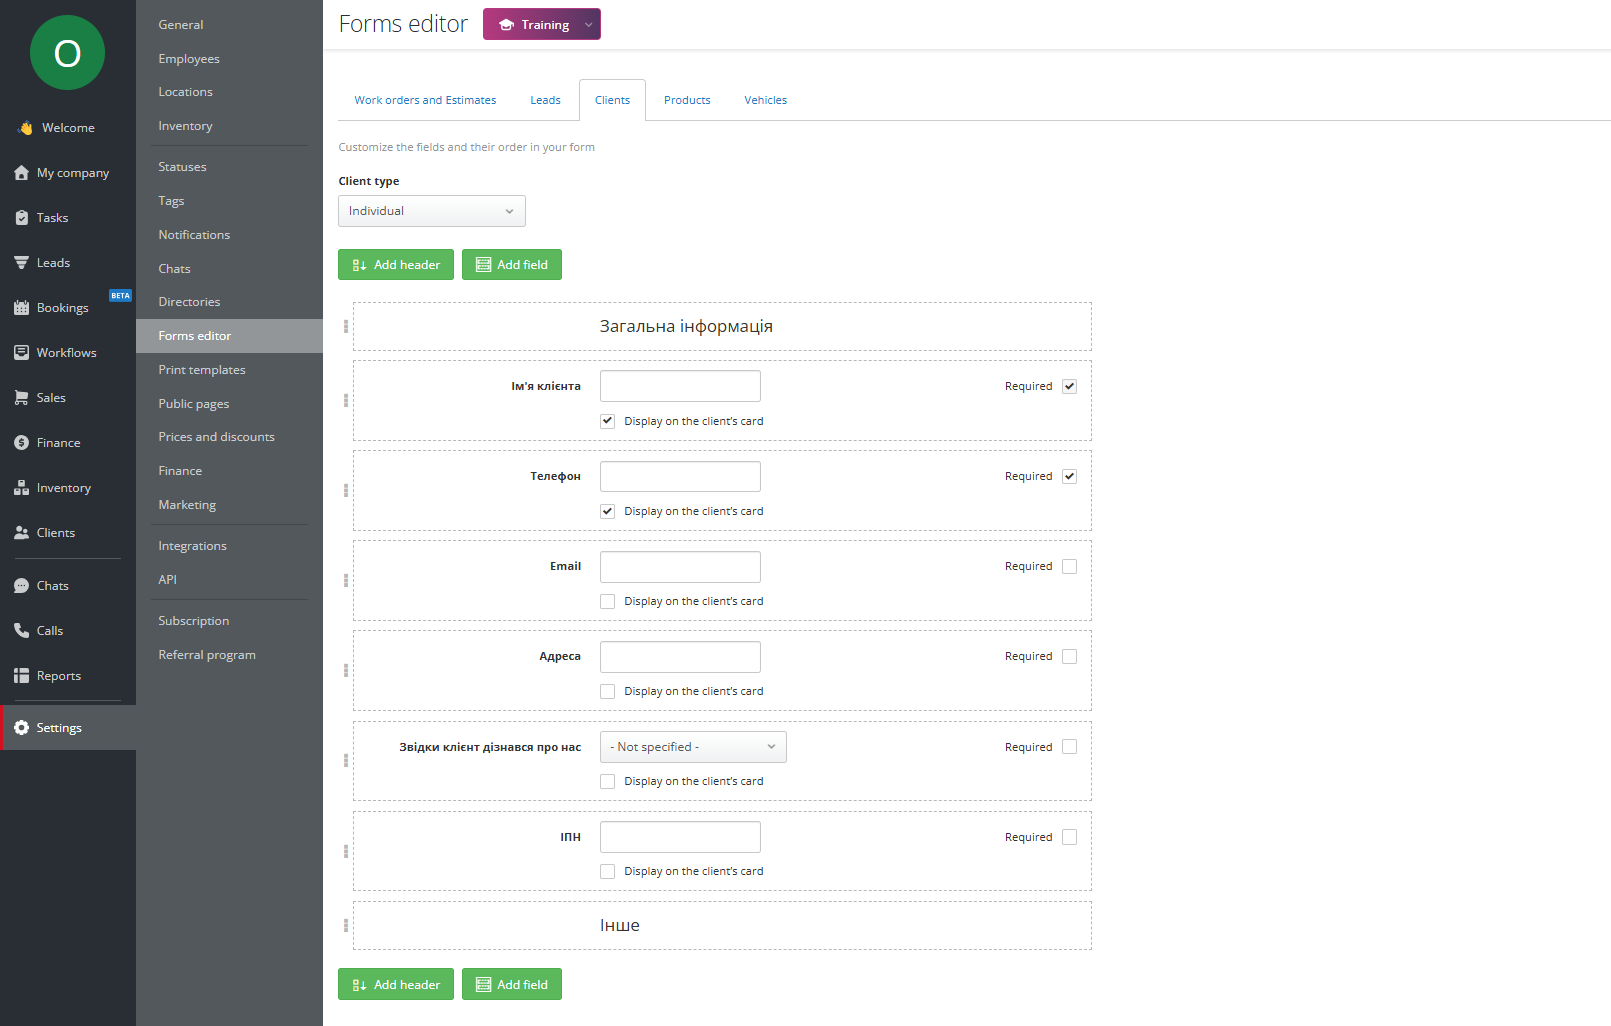 O
Welcome
My company
Tasks
Leads
BETA
Bookings
Workflows
Sales
Finance
Inventory
Clients
Chats
Calls
Reports
Settings
General
Employees
Locations
Inventory
Statuses
Tags
Notifications
Chats
Directories
Forms editor
Print templates
Public pages
Prices and discounts
Finance
Marketing
Integrations
API
Subscription
Referral program
Forms editor
Training
Work orders and Estimates
Leads
Clients
Products
Vehicles
Customize the fields and their order in your form
Client type
Individual
Add header
Add field
Загальна інформація
Ім'я клієнта
Required
Display on the client's card
Телефон
Required
Display on the client's card
Email
Required
Display on the client's card
Адреса
Required
Display on the client's card
Звідки клієнт дізнався про нас
- Not specified -
Required
Display on the client's card
ІПН
Required
Display on the client's card
Інше
Add header
Add field